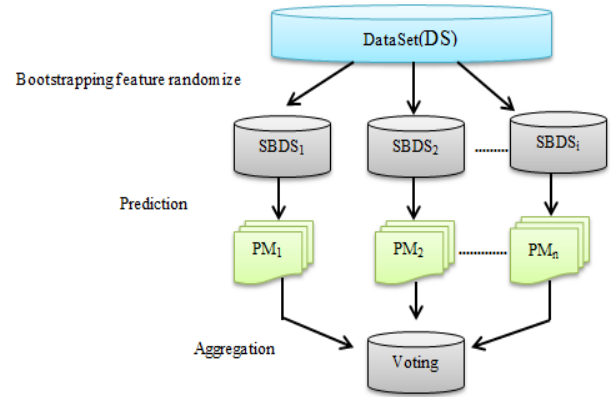 DataSet(DS)
Bootstrapping feature randomize
SBDS₁ SBDS₂ .......... SBDSᵢ
Prediction
PM₁ PM₂ .............. PMₙ
Aggregation
Voting